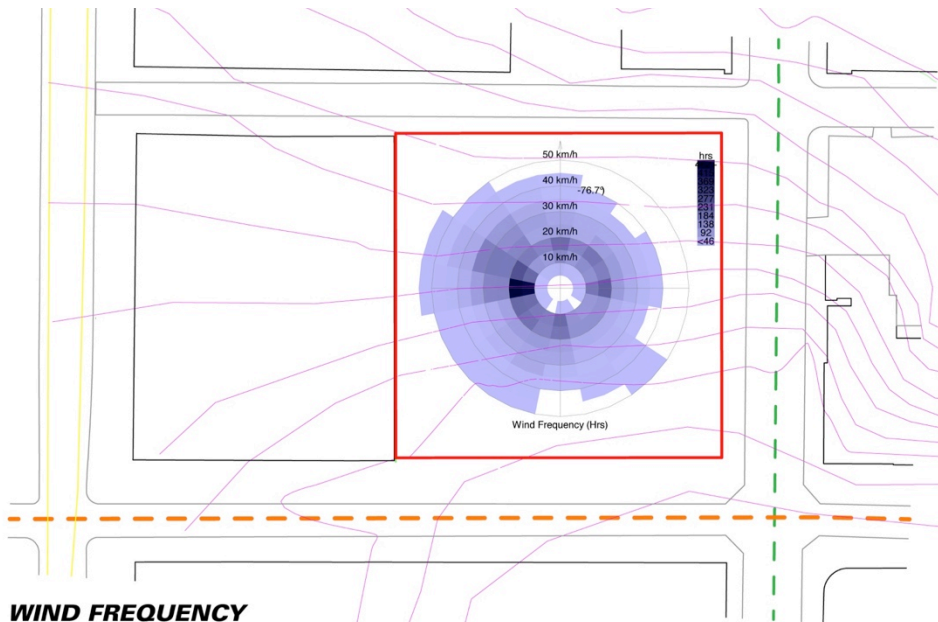 50 km/h
hrs
40 km/h
-76.7°)
30 km/h
277
231
184
20 km/h
138
92
<46
10 km/h
Wind Frequency (Hrs)
WIND FREQUENCY